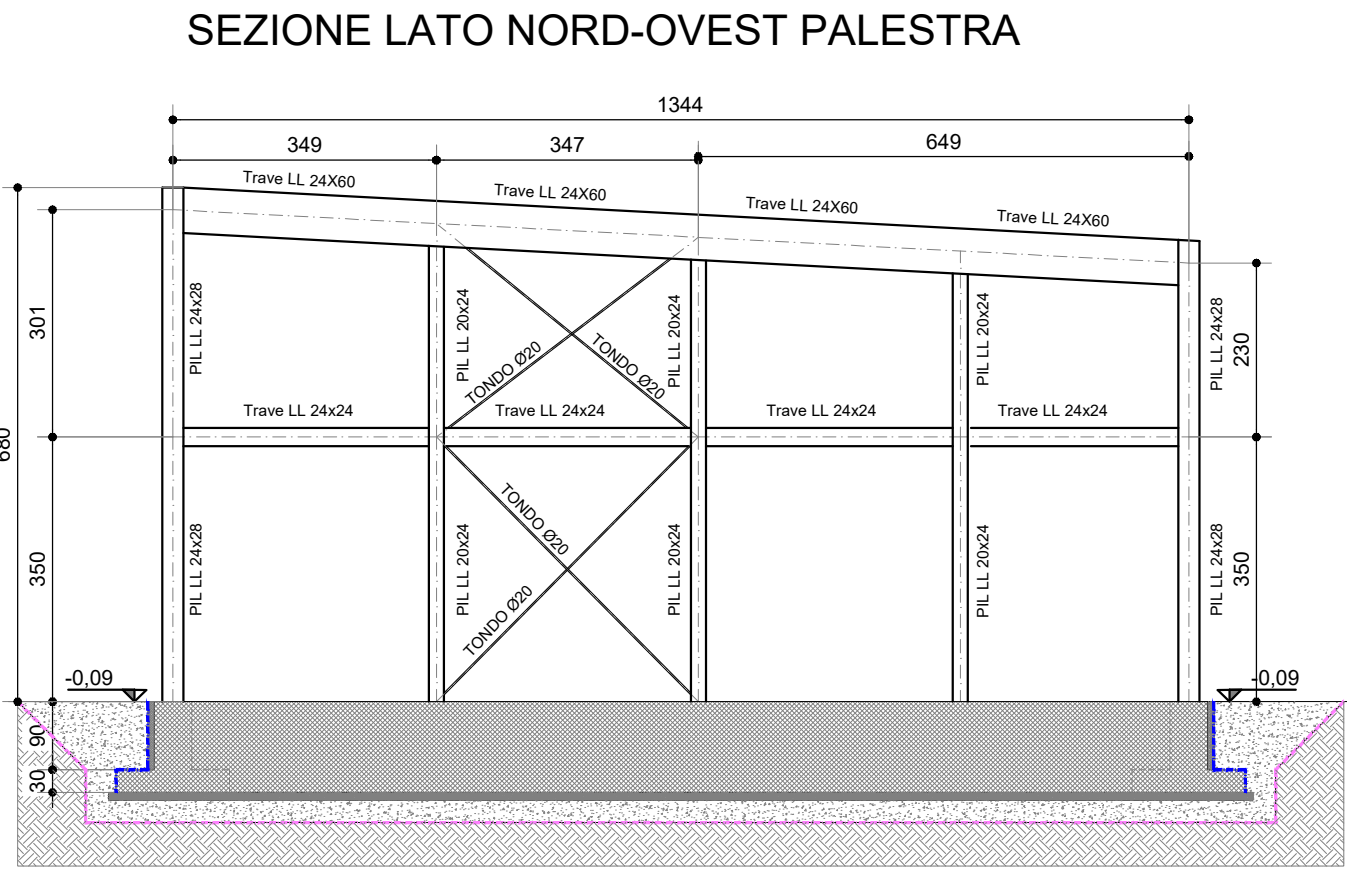 SEZIONE LATO NORD-OVEST PALESTRA
1344
349
347
649
Trave LL 24X60
Trave LL 24X60
Trave LL 24X60
Trave LL 24X60
680
301
PIL LL 24x28
PIL LL 20x24
TONDO Ø20
TONDO Ø20
PIL LL 20x24
PIL LL 20x24
PIL LL 24x28
230
Trave LL 24x24
Trave LL 24x24
Trave LL 24x24
Trave LL 24x24
350
PIL LL 24x28
PIL LL 20x24
TONDO Ø20
TONDO Ø20
PIL LL 20x24
PIL LL 20x24
PIL LL 24x28
350
-0,09
-0,09
90
30